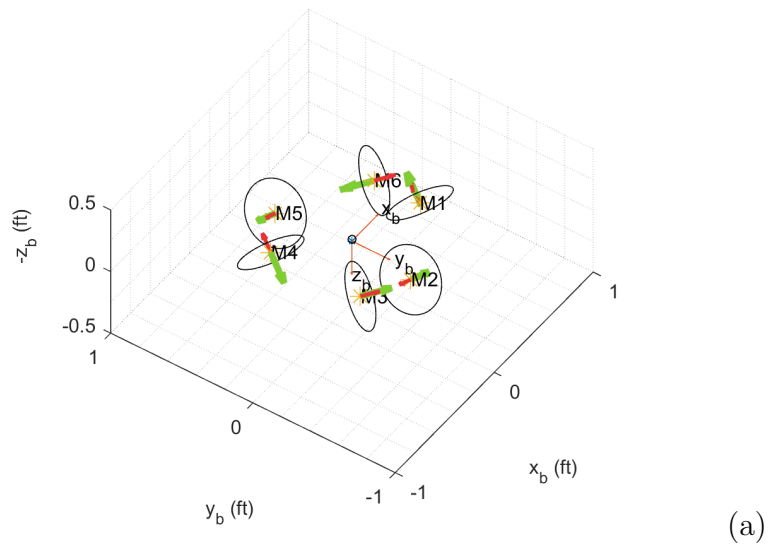 0.5
0
-0.5
-z_b (ft)
1
0
-1
y_b (ft)
-1
0
1
x_b (ft)
M6
M1
x_b
M5
M4
y_b
z_b
M2
M3
(a)